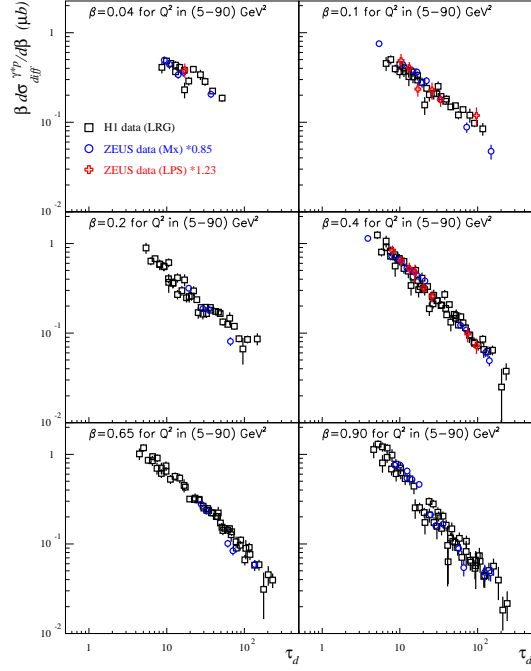 β dσ^γ*p_diff/dβ (μb)
β=0.04 for Q² in (5-90) GeV²
β=0.1 for Q² in (5-90) GeV²
1
10⁻¹
10⁻²
H1 data (LRG)
ZEUS data (Mx) *0.85
ZEUS data (LPS) *1.23
β=0.2 for Q² in (5-90) GeV²
β=0.4 for Q² in (5-90) GeV²
1
10⁻¹
10⁻²
β=0.65 for Q² in (5-90) GeV²
β=0.90 for Q² in (5-90) GeV²
1
10⁻¹
10⁻²
1 10 10² 1 10 10²
τ_d τ_d